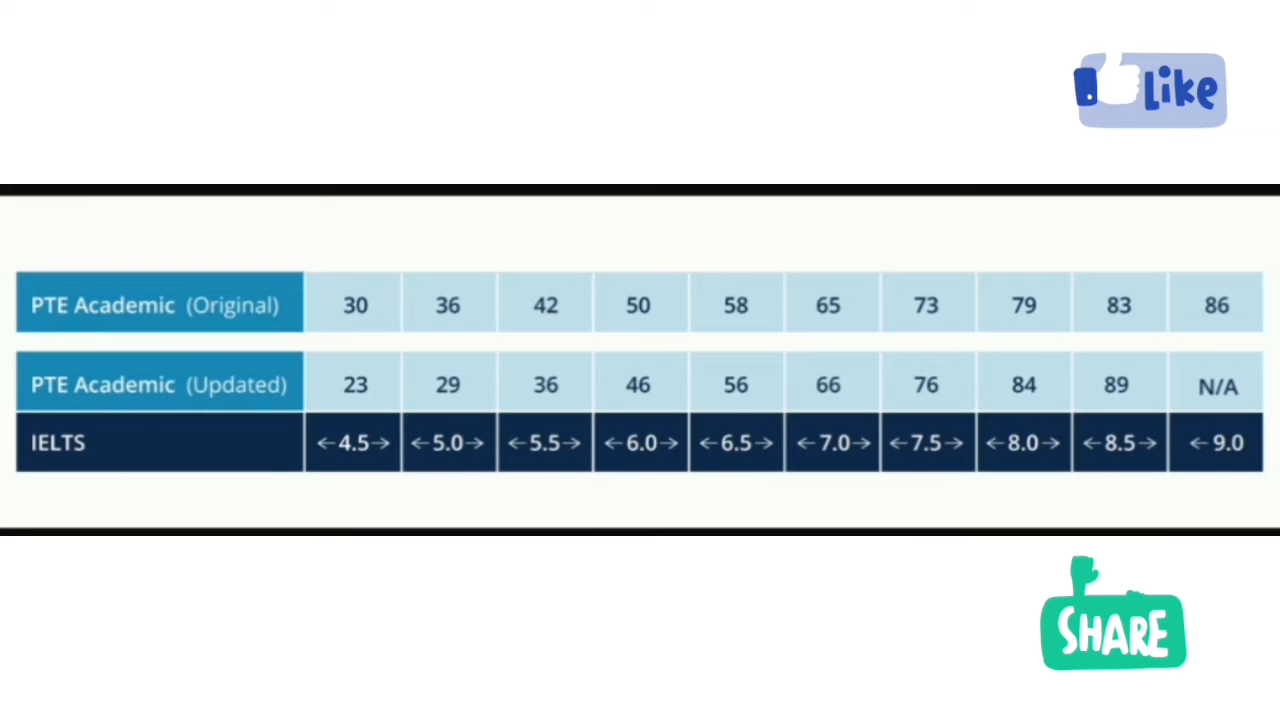 Like
PTE Academic (Original) 30 36 42 50 58 65 73 79 83 86
PTE Academic (Updated) 23 29 36 46 56 66 76 84 89 N/A
IELTS ←4.5→ ←5.0→ ←5.5→ ←6.0→ ←6.5→ ←7.0→ ←7.5→ ←8.0→ ←8.5→ ←9.0
SHARE